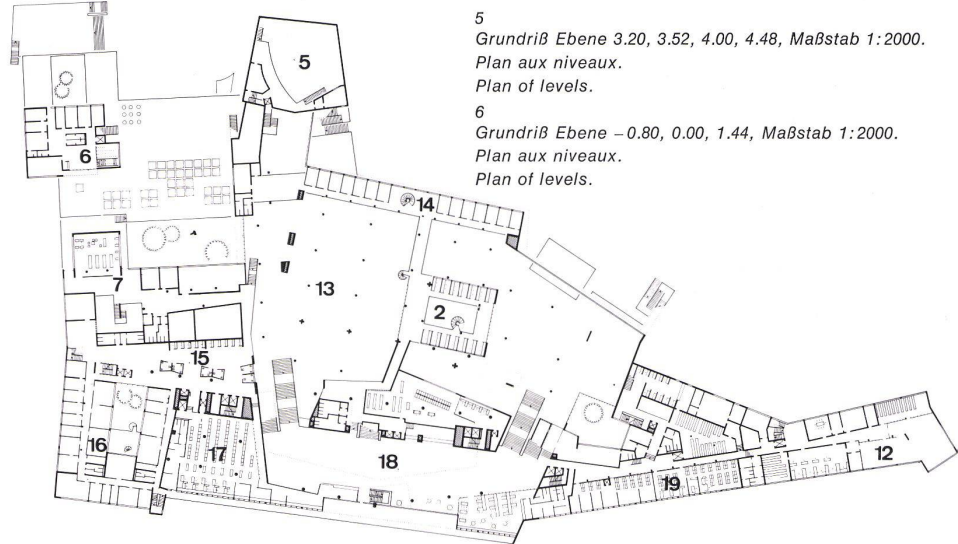 5
Grundriß Ebene 3.20, 3.52, 4.00, 4.48, Maßstab 1:2000.
Plan aux niveaux.
Plan of levels.
6
Grundriß Ebene –0.80, 0.00, 1.44, Maßstab 1:2000.
Plan aux niveaux.
Plan of levels.
5
6
14
7
13
2
15
16
17
18
19
12